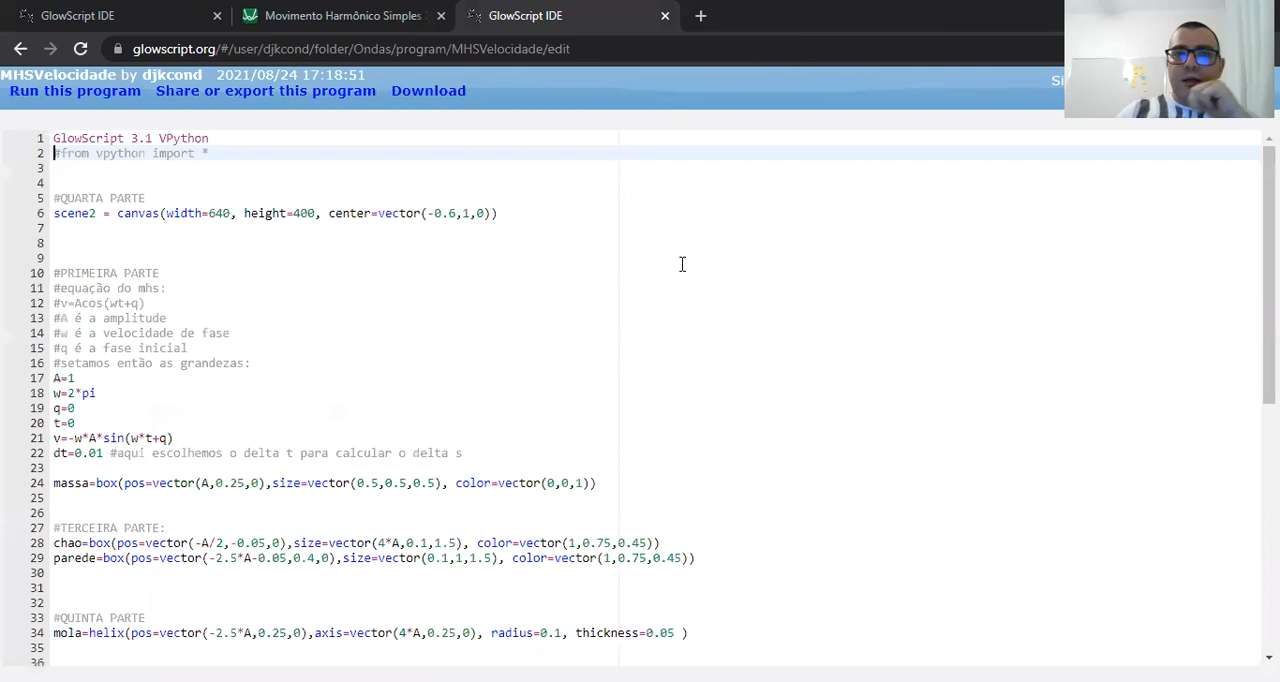 GlowScript IDE
Movimento Harmônico Simples
GlowScript IDE
glowscript.org/#/user/djkcond/folder/Ondas/program/MHSVelocidade/edit
MHSVelocidade by djkcond 2021/08/24 17:18:51
Run this program Share or export this program Download
1 GlowScript 3.1 VPython
2 #from vpython import *
3
4
5 #QUARTA PARTE
6 scene2 = canvas(width=640, height=400, center=vector(-0.6,1,0))
7
8
9
10 #PRIMEIRA PARTE
11 #equação do mhs:
12 #v=Acos(wt+q)
13 #A é a amplitude
14 #w é a velocidade de fase
15 #q é a fase inicial
16 #setamos então as grandezas:
17 A=1
18 w=2*pi
19 q=0
20 t=0
21 v=-w*A*sin(w*t+q)
22 dt=0.01 #aqui escolhemos o delta t para calcular o delta s
23
24 massa=box(pos=vector(A,0.25,0),size=vector(0.5,0.5,0.5), color=vector(0,0,1))
25
26
27 #TERCEIRA PARTE:
28 chao=box(pos=vector(-A/2,-0.05,0),size=vector(4*A,0.1,1.5), color=vector(1,0.75,0.45))
29 parede=box(pos=vector(-2.5*A-0.05,0.4,0),size=vector(0.1,1,1.5), color=vector(1,0.75,0.45))
30
31
32
33 #QUINTA PARTE
34 mola=helix(pos=vector(-2.5*A,0.25,0),axis=vector(4*A,0.25,0), radius=0.1, thickness=0.05 )
35
36